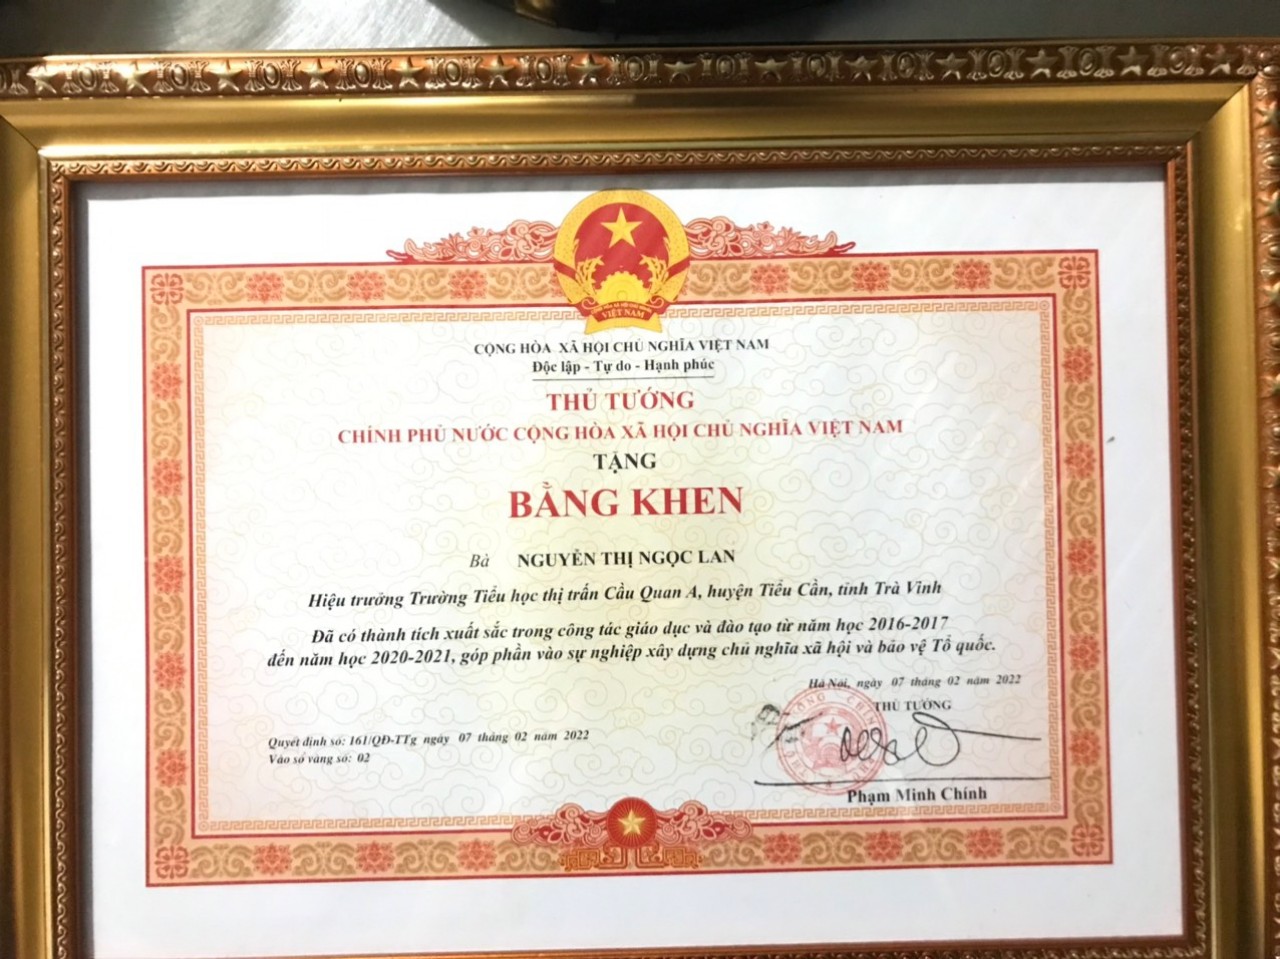 CỘNG HÒA XÃ HỘI CHỦ NGHĨA
VIỆT NAM
CỘNG HÒA XÃ HỘI CHỦ NGHĨA VIỆT NAM
Độc lập - Tự do - Hạnh phúc
THỦ TƯỚNG
CHÍNH PHỦ NƯỚC CỘNG HÒA XÃ HỘI CHỦ NGHĨA VIỆT NAM
TẶNG
BẰNG KHEN
Bà NGUYỄN THỊ NGỌC LAN
Hiệu trưởng Trường Tiểu học thị trấn Cầu Quan A, huyện Tiểu Cần, tỉnh Trà Vinh
Đã có thành tích xuất sắc trong công tác giáo dục và đào tạo từ năm học 2016-2017
đến năm học 2020-2021, góp phần vào sự nghiệp xây dựng chủ nghĩa xã hội và bảo vệ Tổ quốc.
Hà Nội, ngày 07 tháng 02 năm 2022
THỦ TƯỚNG
Quyết định số: 161/QĐ-TTg ngày 07 tháng 02 năm 2022
Vào sổ vàng số: 02
Phạm Minh Chính